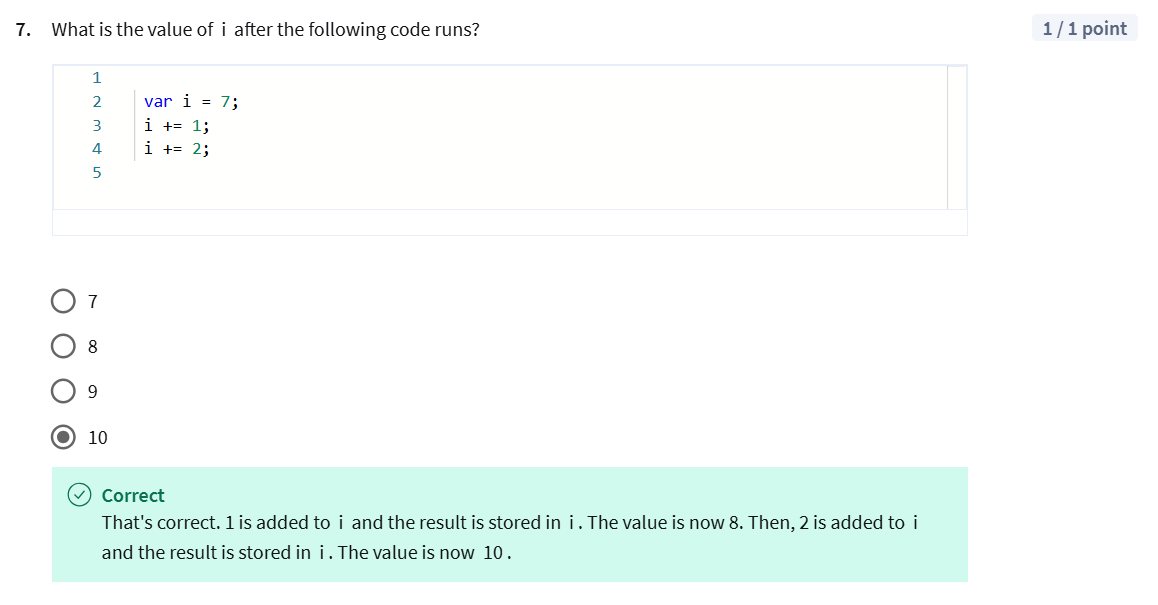 7. What is the value of i after the following code runs?
1 / 1 point
1
2 var i = 7;
3 i += 1;
4 i += 2;
5
7
8
9
10
Correct
That's correct. 1 is added to i and the result is stored in i. The value is now 8. Then, 2 is added to i
and the result is stored in i. The value is now 10.